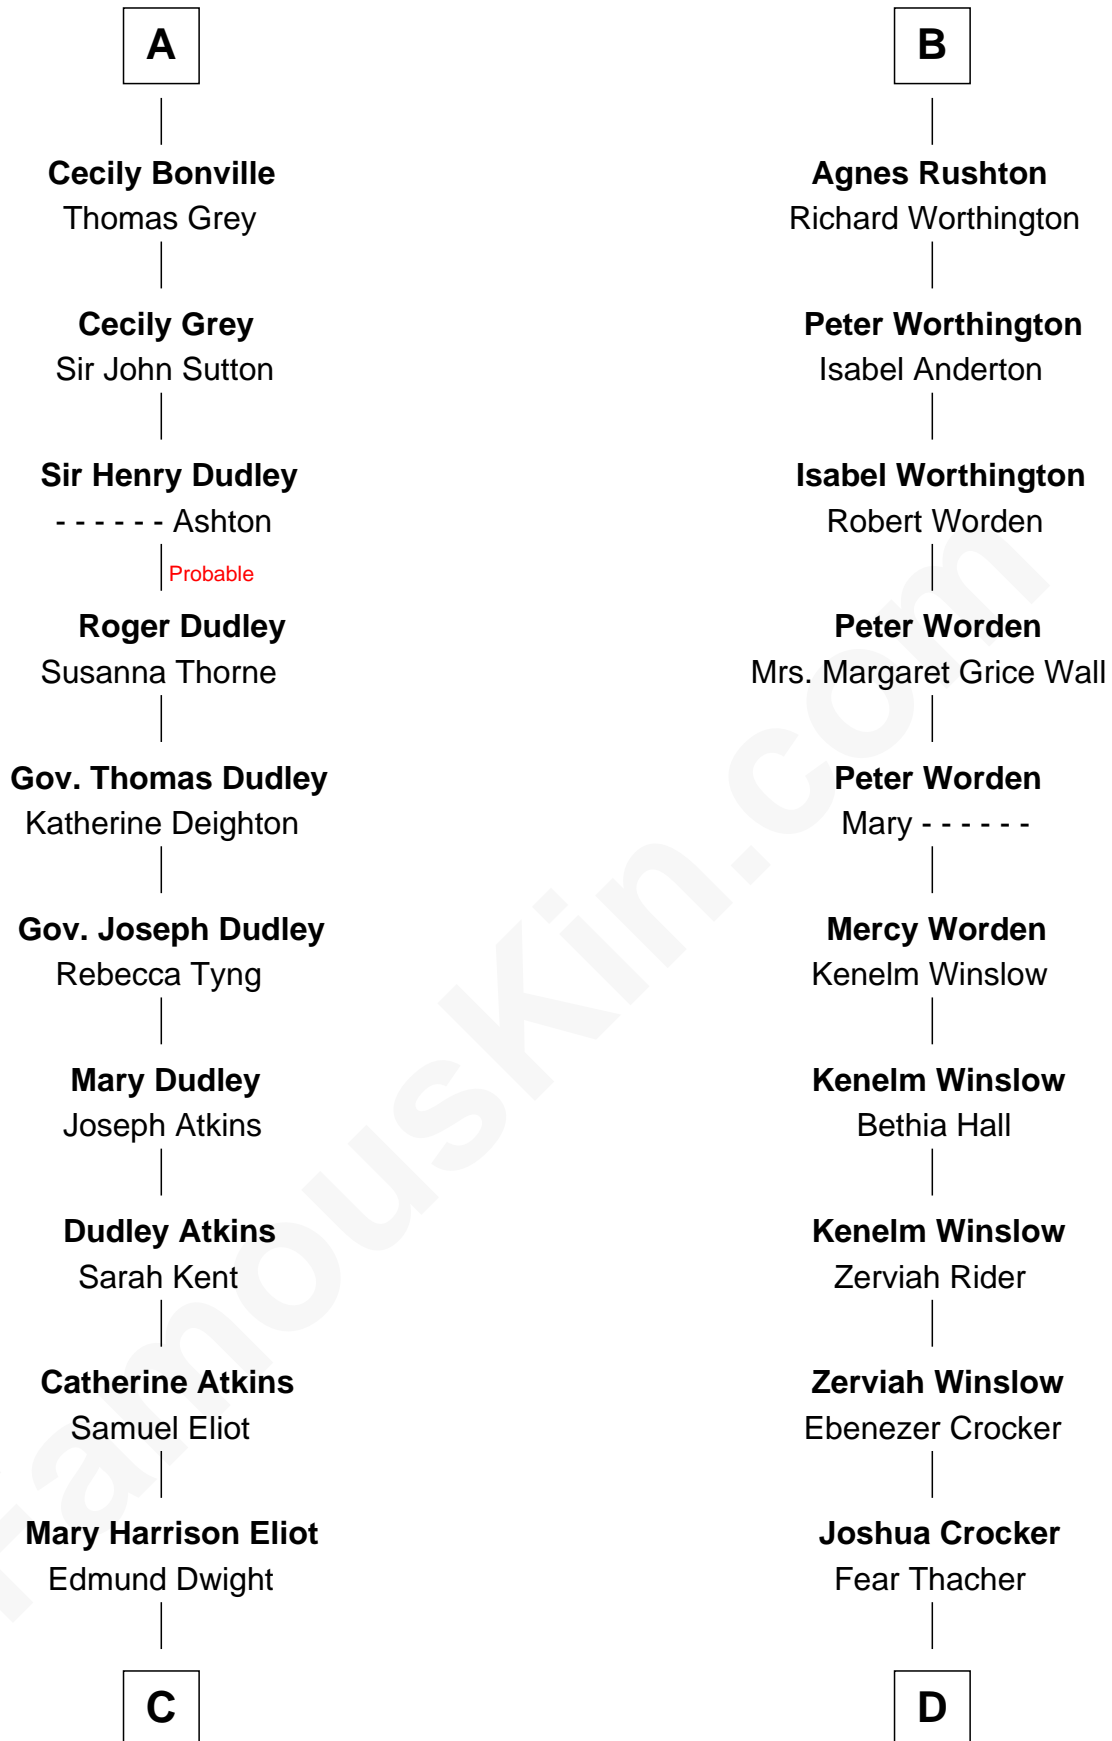 A
Cecily Bonville
Thomas Grey
Cecily Grey
Sir John Sutton
Sir Henry Dudley
- - - - - - Ashton
Probable
Roger Dudley
Susanna Thorne
Gov. Thomas Dudley
Katherine Deighton
Gov. Joseph Dudley
Rebecca Tyng
Mary Dudley
Joseph Atkins
Dudley Atkins
Sarah Kent
Catherine Atkins
Samuel Eliot
Mary Harrison Eliot
Edmund Dwight
C
B
Agnes Rushton
Richard Worthington
Peter Worthington
Isabel Anderton
Isabel Worthington
Robert Worden
Peter Worden
Mrs. Margaret Grice Wall
Peter Worden
Mary - - - - - -
Mercy Worden
Kenelm Winslow
Kenelm Winslow
Bethia Hall
Kenelm Winslow
Zerviah Rider
Zerviah Winslow
Ebenezer Crocker
Joshua Crocker
Fear Thacher
D
FamousKin.com